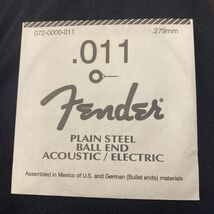 072-0000-011 .279mm
.011
Fender
PLAIN STEEL
BALL END
ACOUSTIC / ELECTRIC
Assembled in Mexico of U.S. and German (Bullet ends) materials